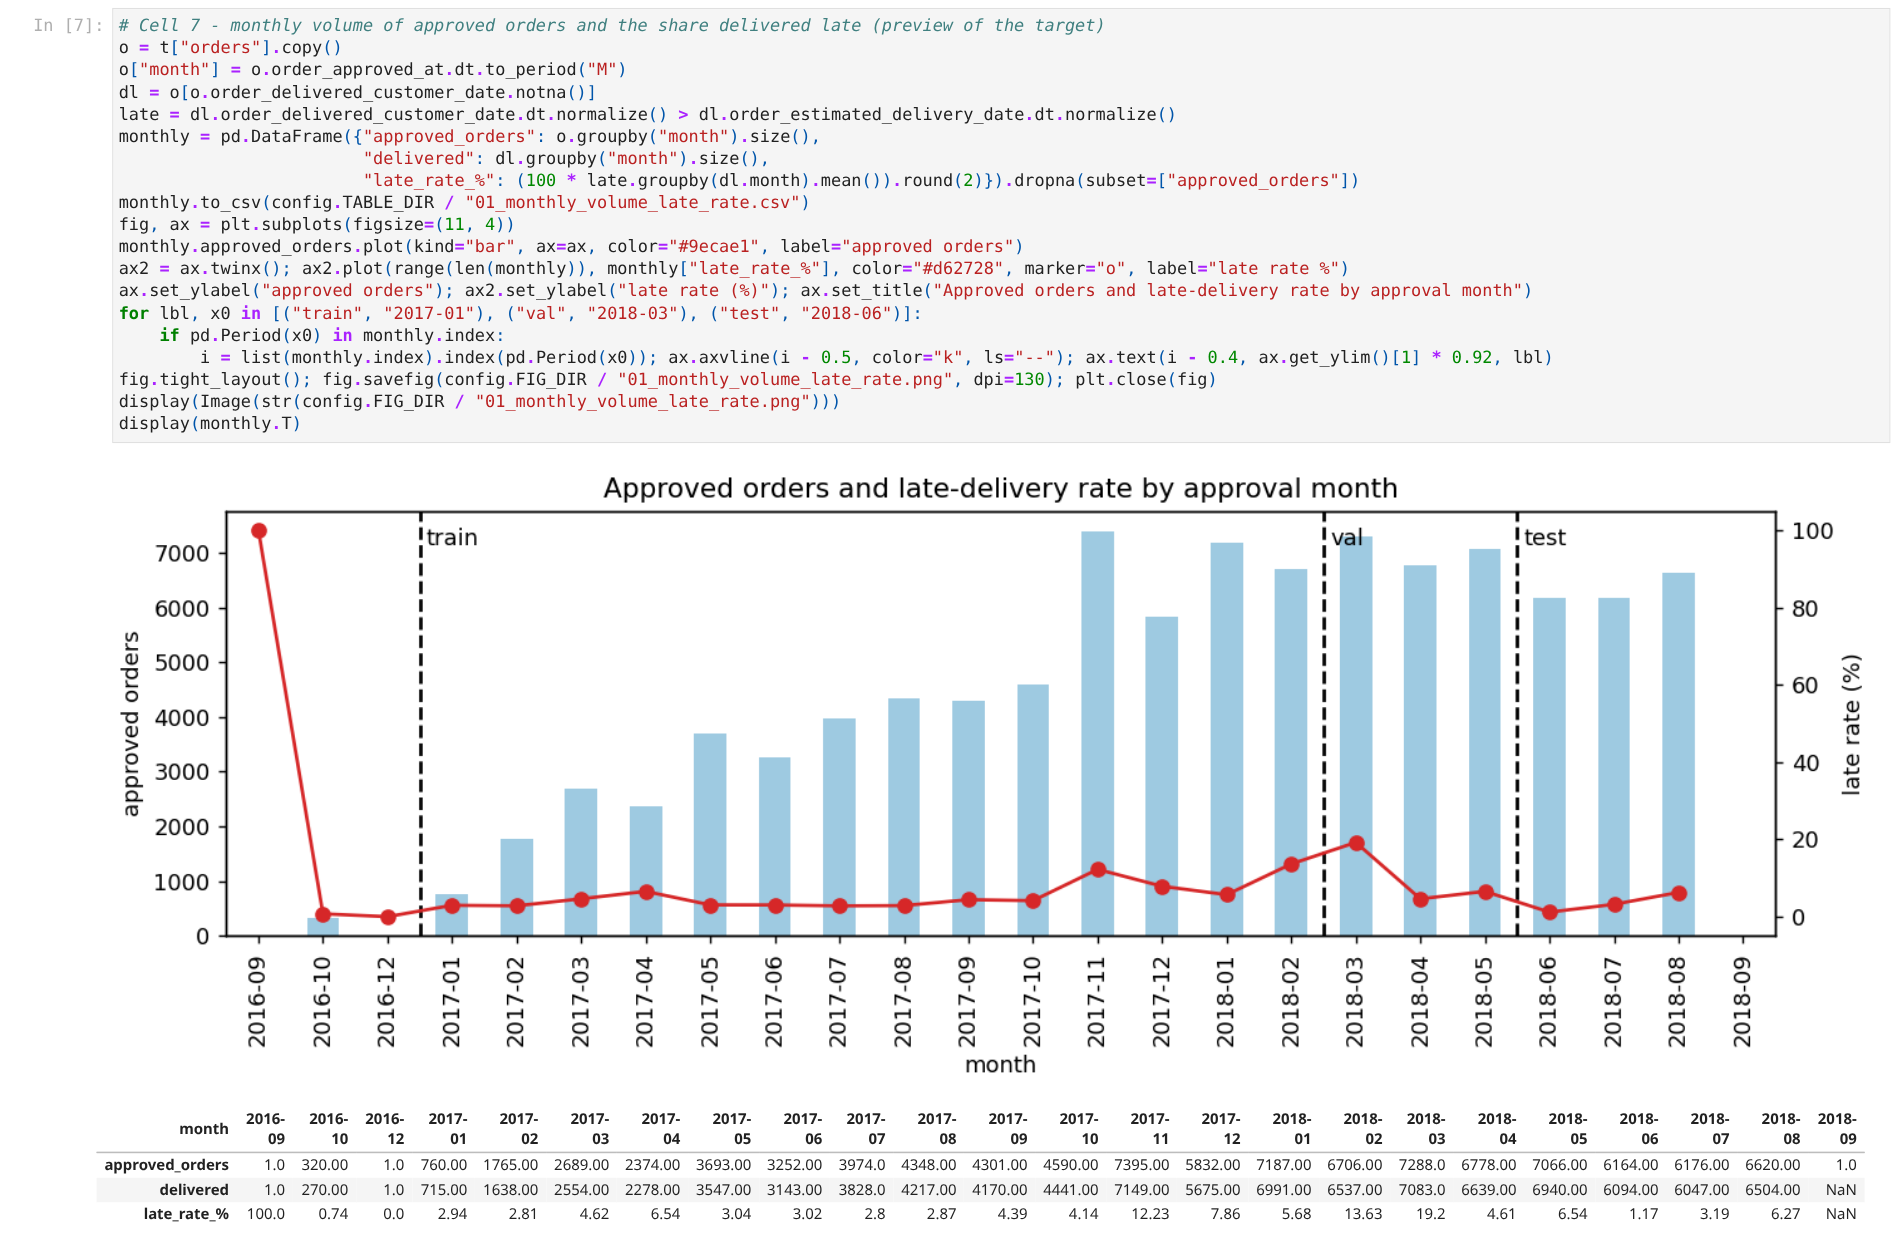 In [7]:
# Cell 7 - monthly volume of approved orders and the share delivered late (preview of the target)
o = t["orders"].copy()
o["month"] = o.order_approved_at.dt.to_period("M")
dl = o[o.order_delivered_customer_date.notna()]
late = dl.order_delivered_customer_date.dt.normalize() > dl.order_estimated_delivery_date.dt.normalize()
monthly = pd.DataFrame({"approved_orders": o.groupby("month").size(),
                        "delivered": dl.groupby("month").size(),
                        "late_rate_%": (100 * late.groupby(dl.month).mean()).round(2)}).dropna(subset=["approved_orders"])
monthly.to_csv(config.TABLE_DIR / "01_monthly_volume_late_rate.csv")
fig, ax = plt.subplots(figsize=(11, 4))
monthly.approved_orders.plot(kind="bar", ax=ax, color="#9ecae1", label="approved orders")
ax2 = ax.twinx(); ax2.plot(range(len(monthly)), monthly["late_rate_%"], color="#d62728", marker="o", label="late rate %")
ax.set_ylabel("approved orders"); ax2.set_ylabel("late rate (%)"); ax.set_title("Approved orders and late-delivery rate by approval month")
for lbl, x0 in [("train", "2017-01"), ("val", "2018-03"), ("test", "2018-06")]:
    if pd.Period(x0) in monthly.index:
        i = list(monthly.index).index(pd.Period(x0)); ax.axvline(i - 0.5, color="k", ls="--"); ax.text(i - 0.4, ax.get_ylim()[1] * 0.92, lbl)
fig.tight_layout(); fig.savefig(config.FIG_DIR / "01_monthly_volume_late_rate.png", dpi=130); plt.close(fig)
display(Image(str(config.FIG_DIR / "01_monthly_volume_late_rate.png")))
display(monthly.T)
Approved orders and late-delivery rate by approval month
train
val
test
approved orders
7000
6000
5000
4000
3000
2000
1000
0
100
80
60
40
20
0
late rate (%)
2016-09 2016-10 2016-12 2017-01 2017-02 2017-03 2017-04 2017-05 2017-06 2017-07 2017-08 2017-09 2017-10 2017-11 2017-12 2018-01 2018-02 2018-03 2018-04 2018-05 2018-06 2018-07 2018-08 2018-09
month
month 2016-09 2016-10 2016-12 2017-01 2017-02 2017-03 2017-04 2017-05 2017-06 2017-07 2017-08 2017-09 2017-10 2017-11 2017-12 2018-01 2018-02 2018-03 2018-04 2018-05 2018-06 2018-07 2018-08 2018-09
approved_orders 1.0 320.00 1.0 760.00 1765.00 2689.00 2374.00 3693.00 3252.00 3974.0 4348.00 4301.00 4590.00 7395.00 5832.00 7187.00 6706.00 7288.0 6778.00 7066.00 6164.00 6176.00 6620.00 1.0
delivered 1.0 270.00 1.0 715.00 1638.00 2554.00 2278.00 3547.00 3143.00 3828.0 4217.00 4170.00 4441.00 7149.00 5675.00 6991.00 6537.00 7083.0 6639.00 6940.00 6094.00 6047.00 6504.00 NaN
late_rate_% 100.0 0.74 0.0 2.94 2.81 4.62 6.54 3.04 3.02 2.8 2.87 4.39 4.14 12.23 7.86 5.68 13.63 19.2 4.61 6.54 1.17 3.19 6.27 NaN